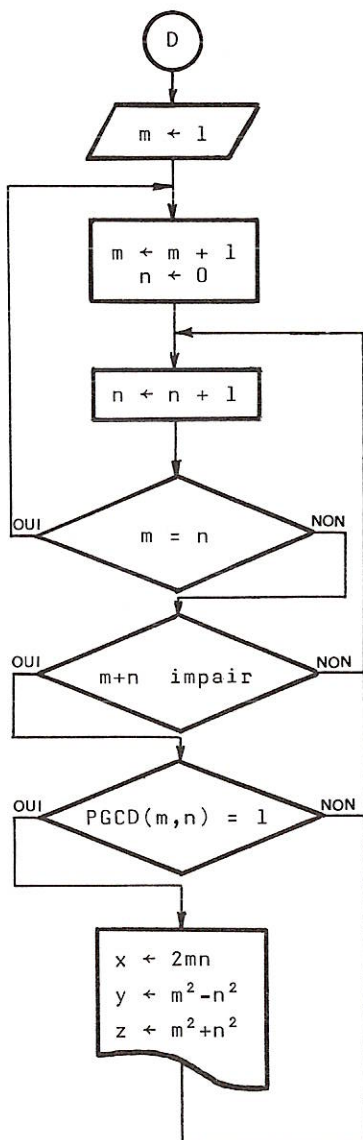 D
m ← 1
m ← m + 1
n ← 0
n ← n + 1
OUI
m = n
NON
OUI
m+n impair
NON
OUI
PGCD(m,n) = 1
NON
x ← 2mn
y ← m²-n²
z ← m²+n²